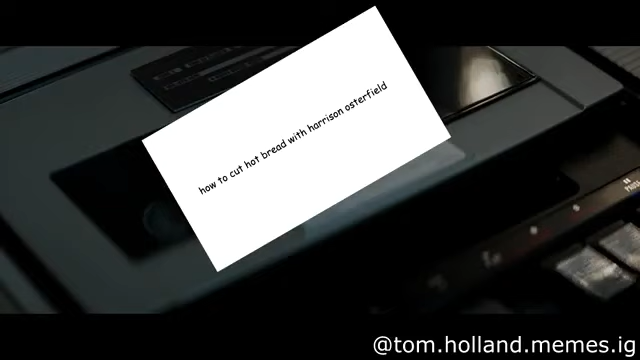 how to cut hot bread with harrison osterfield
@tom.holland.memes.ig